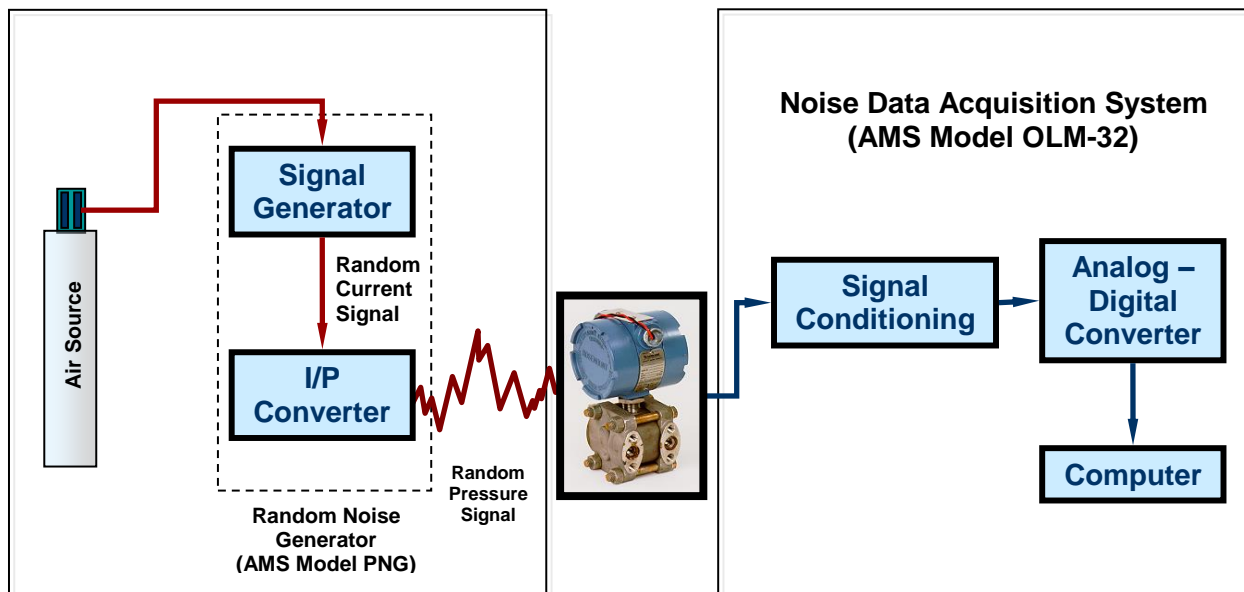 Air Source
Signal
Generator
Random
Current
Signal
I/P
Converter
Random
Pressure
Signal
Random Noise
Generator
(AMS Model PNG)
Noise Data Acquisition System
(AMS Model OLM-32)
Signal
Conditioning
Analog –
Digital
Converter
Computer